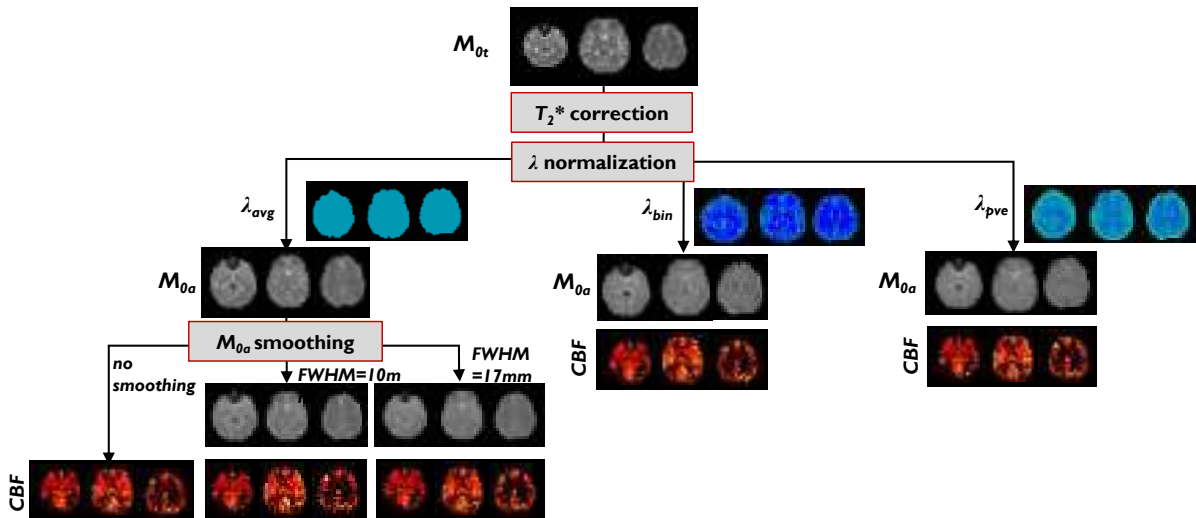 M0t
T2* correction
λ normalization
λavg
λbin
λpve
M0a
M0a
M0a
M0a smoothing
no
smoothing
FWHM=10m
FWHM
=17mm
CBF
CBF
CBF